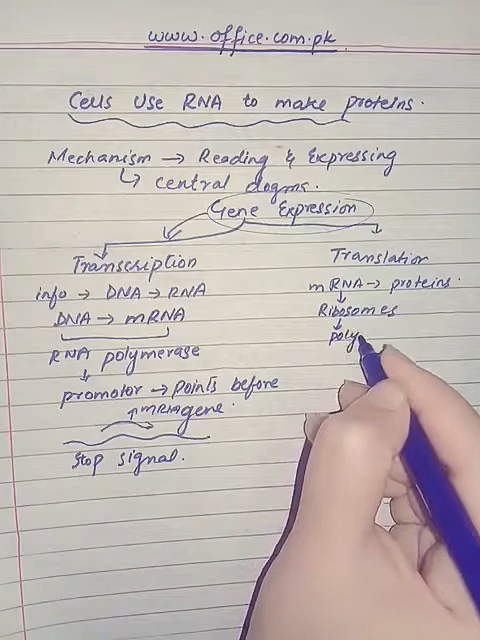 www.office.com.pk
Cells Use RNA to make proteins.
Mechanism → Reading & Expressing
↳ central dogma.
Gene Expression
Transcription
info → DNA → RNA
DNA → mRNA
RNA polymerase
↓
promotor → points before
↑ mRNA gene.
Stop signal.
Translation
mRNA → proteins.
↓
Ribosomes
↓
poly